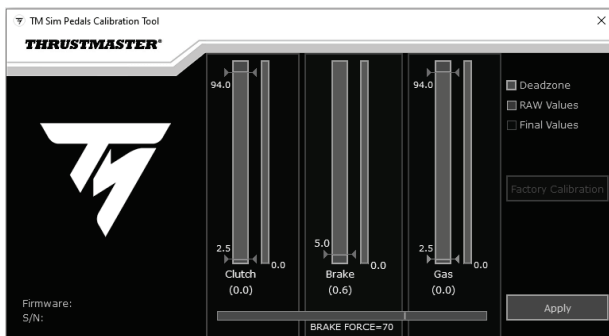 TM Sim Pedals Calibration Tool
THRUSTMASTER®
94.0
94.0
Deadzone
RAW Values
Final Values
Factory Calibration
2.5
5.0
2.5
0.0
0.0
0.0
Clutch
Brake
Gas
(0.0)
(0.6)
(0.0)
Firmware:
S/N:
Apply
BRAKE FORCE=70